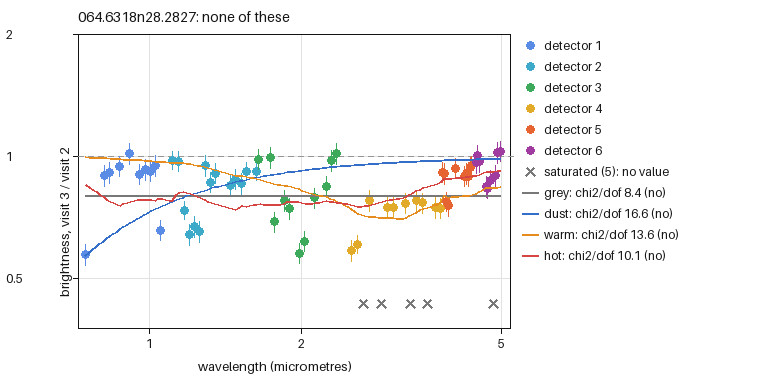 064.6318n28.2827: none of these
2
1
0.5
brightness, visit 3 / visit 2
1
2
5
wavelength (micrometres)
detector 1
detector 2
detector 3
detector 4
detector 5
detector 6
saturated (5): no value
grey: chi2/dof 8.4 (no)
dust: chi2/dof 16.6 (no)
warm: chi2/dof 13.6 (no)
hot: chi2/dof 10.1 (no)